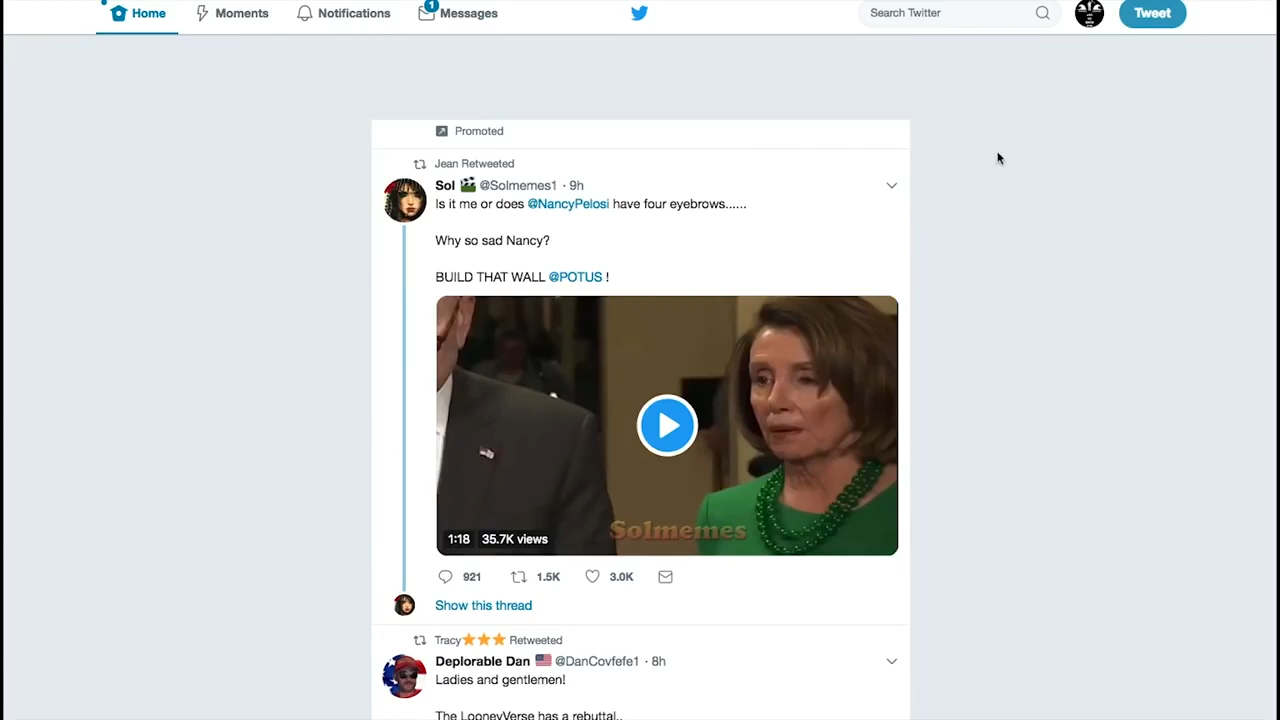 Home
Moments
Notifications
1
Messages
Search Twitter
Tweet
Promoted
Jean Retweeted
Sol @Solmemes1 · 9h
Is it me or does @NancyPelosi have four eyebrows......
Why so sad Nancy?
BUILD THAT WALL @POTUS !
Solmemes
1:18 35.7K views
921 1.5K 3.0K
Show this thread
Tracy Retweeted
Deplorable Dan @DanCovfefe1 · 8h
Ladies and gentlemen!
The LooneyVerse has a rebuttal..